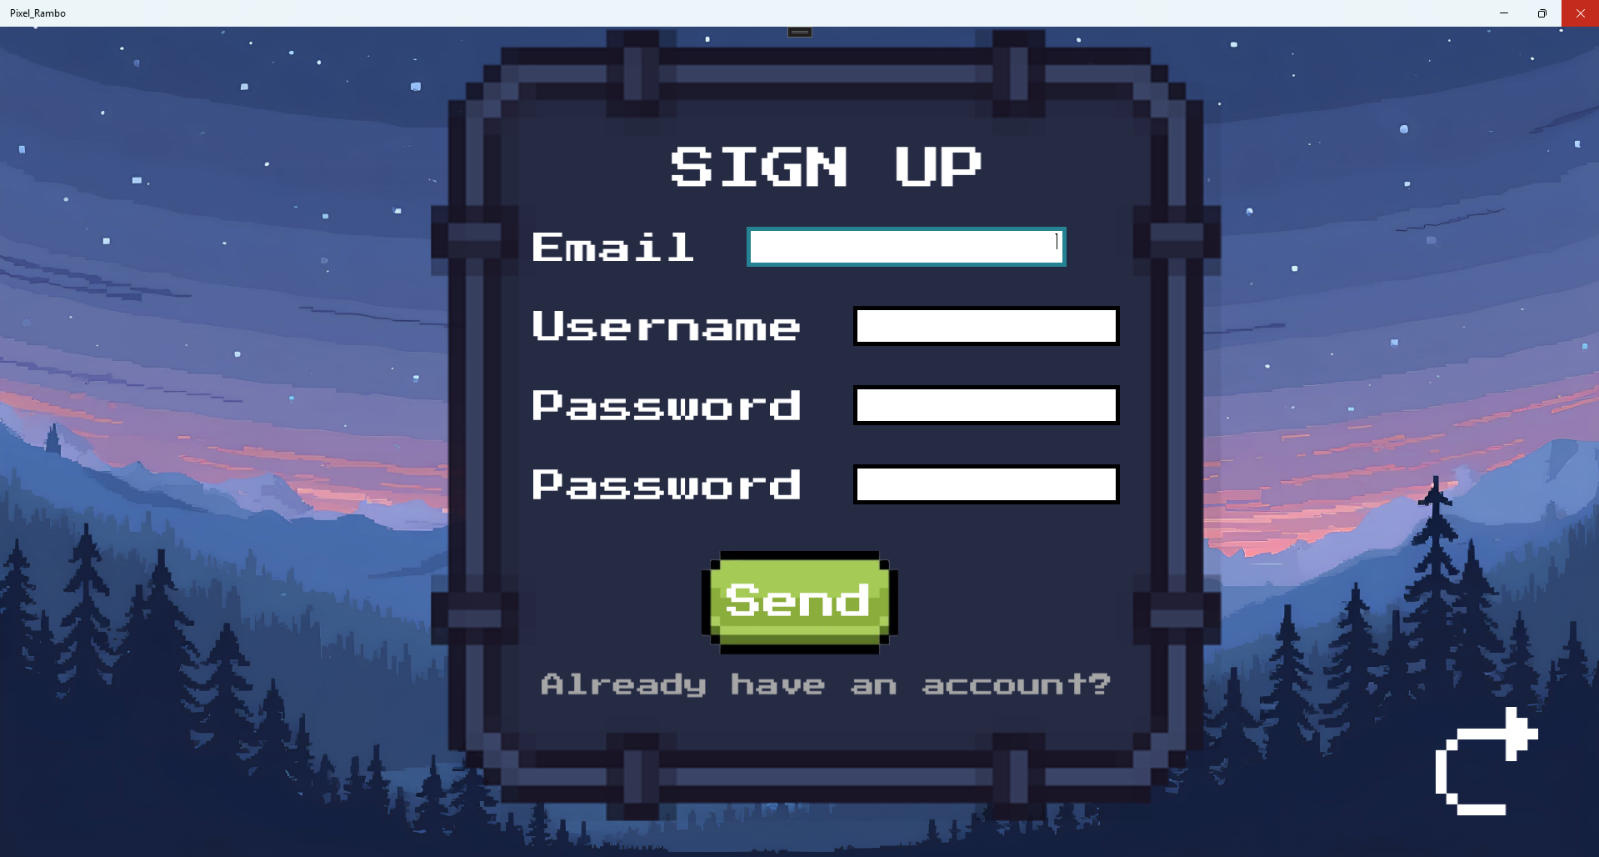 Pixel_Rambo
SIGN UP
Email
Username
Password
Password
Send
Already have an account?